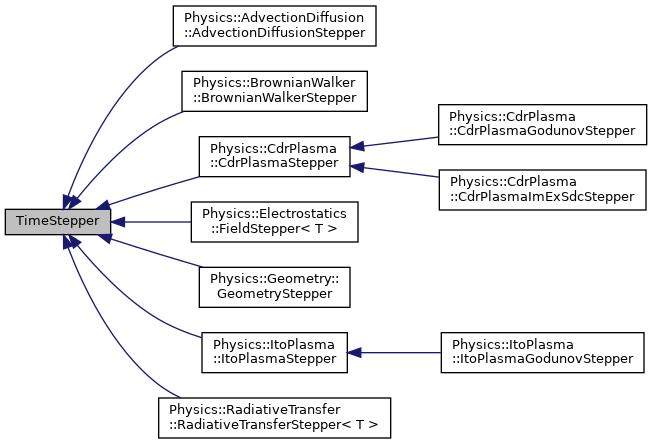 Physics::AdvectionDiffusion
::AdvectionDiffusionStepper
Physics::BrownianWalker
::BrownianWalkerStepper
Physics::CdrPlasma
::CdrPlasmaGodunovStepper
Physics::CdrPlasma
::CdrPlasmaStepper
Physics::CdrPlasma
::CdrPlasmaImExSdcStepper
TimeStepper
Physics::Electrostatics
::FieldStepper< T >
Physics::Geometry::
GeometryStepper
Physics::ItoPlasma
::ItoPlasmaStepper
Physics::ItoPlasma
::ItoPlasmaGodunovStepper
Physics::RadiativeTransfer
::RadiativeTransferStepper< T >